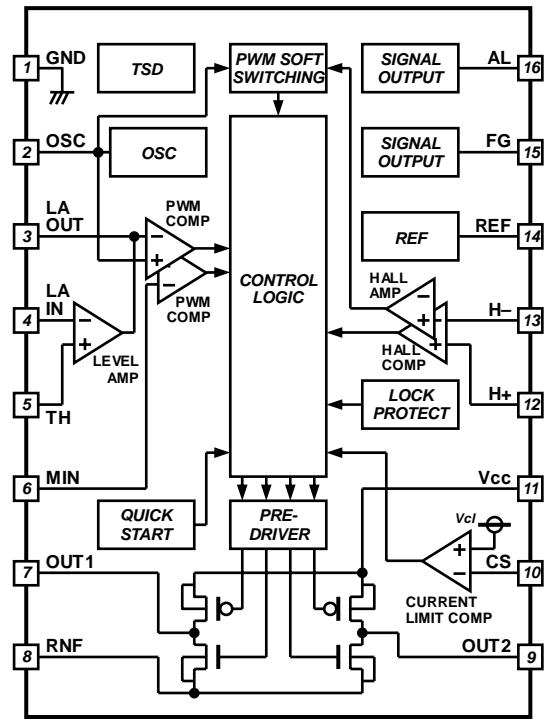 GND
1
TSD
PWM SOFT
SWITCHING
SIGNAL
OUTPUT
AL
16
OSC
2
OSC
SIGNAL
OUTPUT
FG
15
LA
OUT
3
PWM
COMP
−
+
REF
REF
14
−
PWM
COMP
CONTROL
LOGIC
HALL
AMP
−
+
LA
IN
4
−
+
LEVEL
AMP
H−
13
−
+
HALL
COMP
TH
5
LOCK
PROTECT
H+
12
MIN
6
Vcc
11
QUICK
START
PRE-
DRIVER
Vcl
+
−
CS
10
CURRENT
LIMIT COMP
OUT1
7
RNF
8
OUT2
9